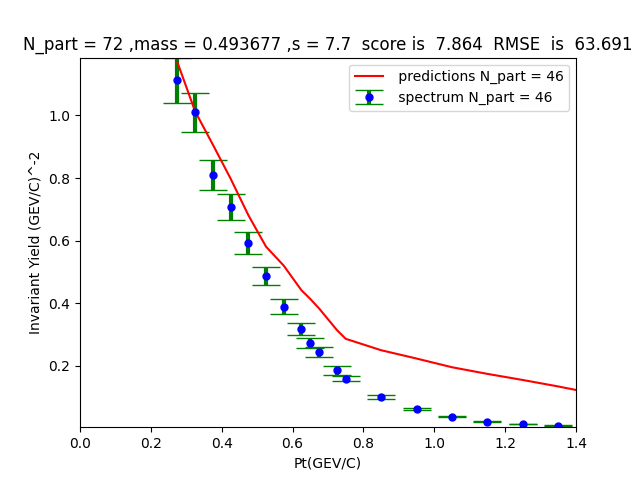 N_part = 72 ,mass = 0.493677 ,s = 7.7  score is  7.864  RMSE  is  63.691
predictions N_part = 46
spectrum N_part = 46
Invariant Yield (GEV/C)^-2
1.0
0.8
0.6
0.4
0.2
0.0 0.2 0.4 0.6 0.8 1.0 1.2 1.4
Pt(GEV/C)